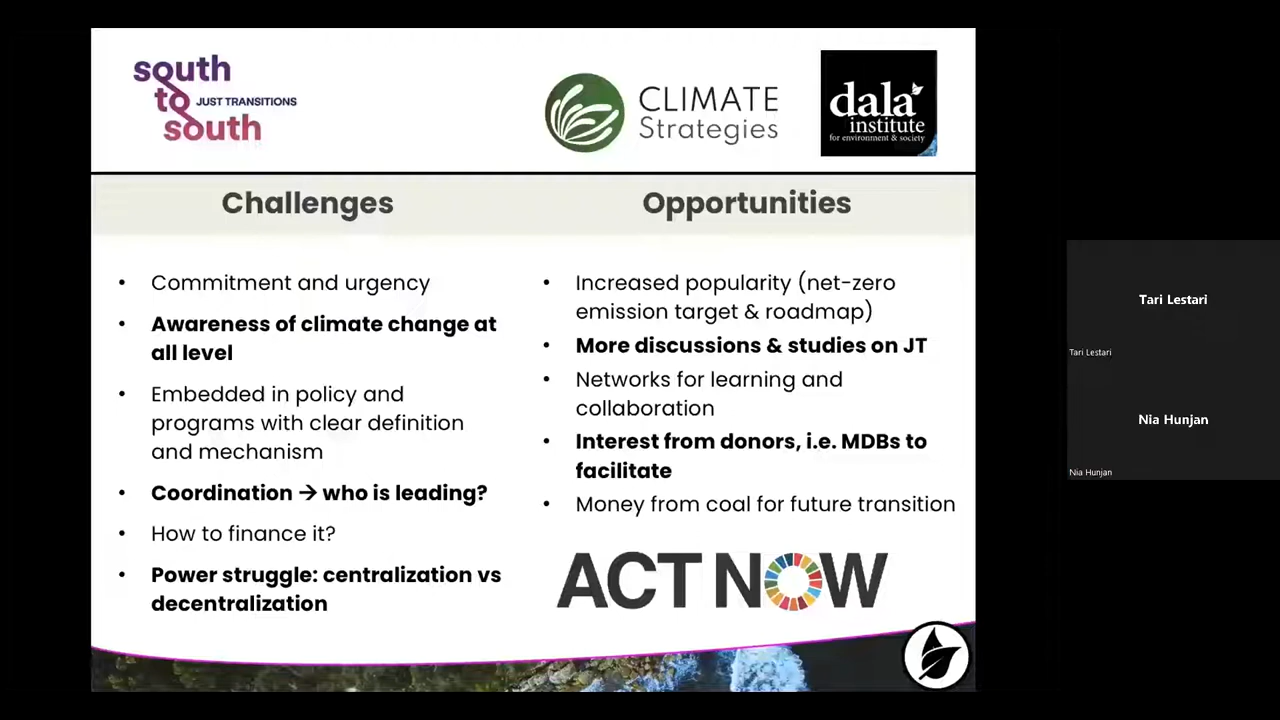 south
to JUST TRANSITIONS
south
CLIMATE
Strategies
dala
institute
for environment & society
Challenges
Opportunities
• Commitment and urgency
• Awareness of climate change at
all level
• Embedded in policy and
programs with clear definition
and mechanism
• Coordination → who is leading?
• How to finance it?
• Power struggle: centralization vs
decentralization
• Increased popularity (net-zero
emission target & roadmap)
• More discussions & studies on JT
• Networks for learning and
collaboration
• Interest from donors, i.e. MDBs to
facilitate
• Money from coal for future transition
ACT NOW
Tari Lestari
Tari Lestari
Nia Hunjan
Nia Hunjan